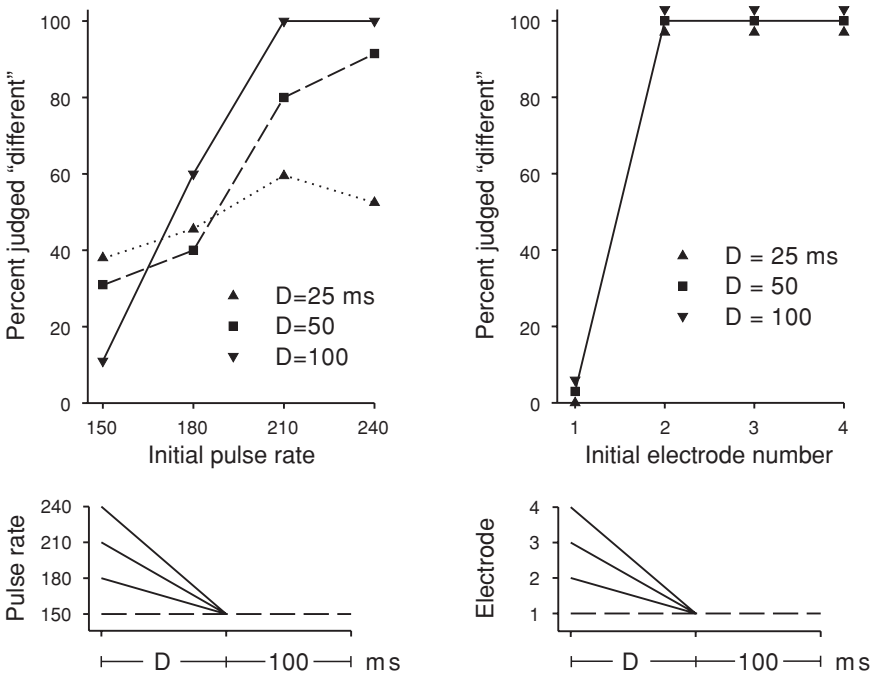 Percent judged “different”
100
80
60
40
20
0
D=25 ms
D=50
D=100
150 180 210 240
Initial pulse rate
Percent judged “different”
100
80
60
40
20
0
D = 25 ms
D = 50
D = 100
1 2 3 4
Initial electrode number
Pulse rate
240
210
180
150
D 100 ms
Electrode
4
3
2
1
D 100 ms